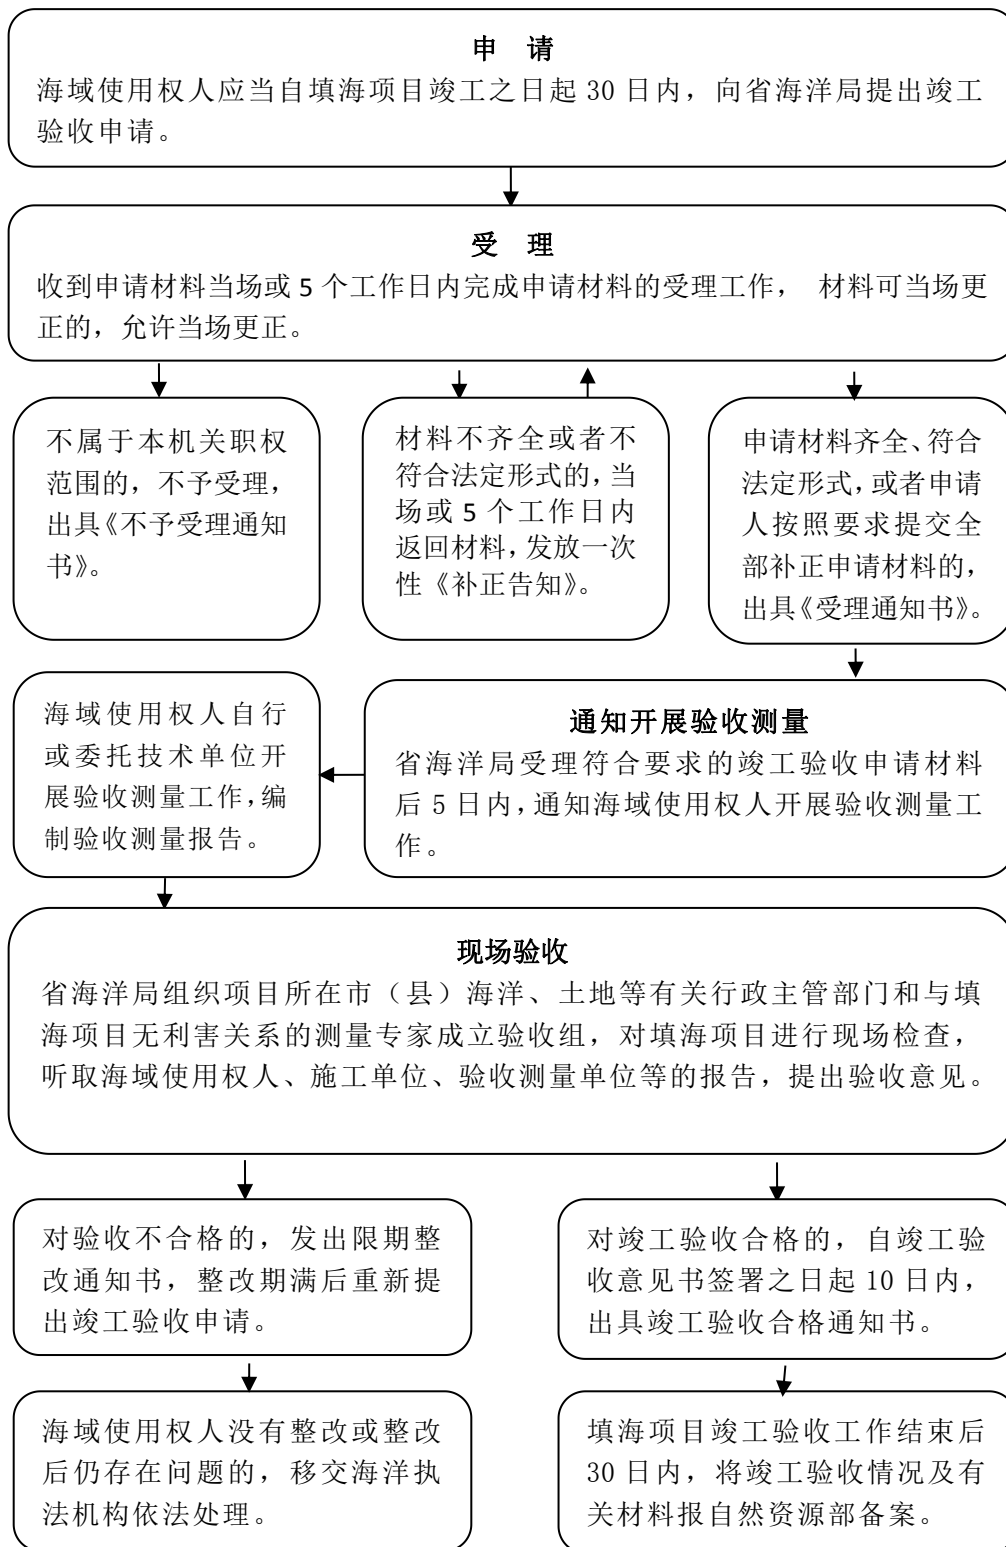 申 请
海域使用权人应当自填海项目竣工之日起 30 日内，向省海洋局提出竣工
验收申请。
受 理
收到申请材料当场或 5 个工作日内完成申请材料的受理工作， 材料可当场更
正的，允许当场更正。
不属于本机关职权
范围的，不予受理，
出具《不予受理通知
书》。
材料不齐全或者不
符合法定形式的，当
场或 5 个工作日内
返回材料，发放一次
性《补正告知》。
申请材料齐全、符合
法定形式，或者申请
人按照要求提交全
部补正申请材料的，
出具《受理通知书》。
海域使用权人自行
或委托技术单位开
展验收测量工作，编
制验收测量报告。
通知开展验收测量
省海洋局受理符合要求的竣工验收申请材料
后 5 日内，通知海域使用权人开展验收测量工
作。
现场验收
省海洋局组织项目所在市（县）海洋、土地等有关行政主管部门和与填
海项目无利害关系的测量专家成立验收组，对填海项目进行现场检查，
听取海域使用权人、施工单位、验收测量单位等的报告，提出验收意见。
对验收不合格的，发出限期整
改通知书，整改期满后重新提
出竣工验收申请。
对竣工验收合格的，自竣工验
收意见书签署之日起 10 日内，
出具竣工验收合格通知书。
海域使用权人没有整改或整改
后仍存在问题的，移交海洋执
法机构依法处理。
填海项目竣工验收工作结束后
30 日内，将竣工验收情况及有
关材料报自然资源部备案。